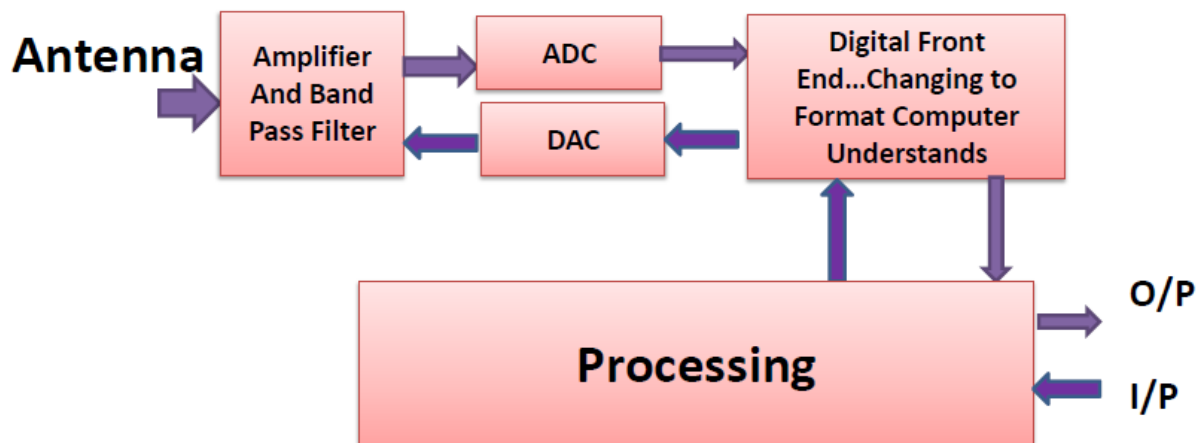 Antenna
Amplifier
And Band
Pass Filter
ADC
DAC
Digital Front
End...Changing to
Format Computer
Understands
Processing
O/P
I/P